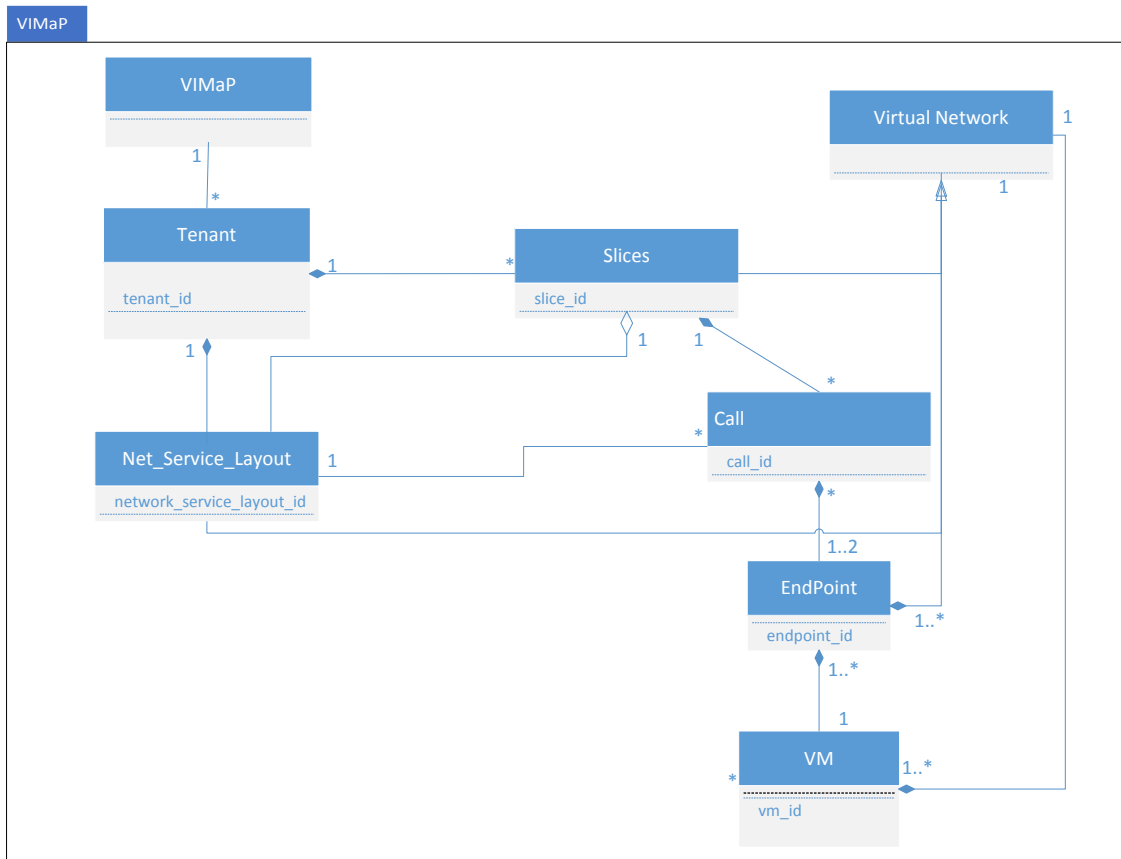 VIMaP
VIMaP
Virtual Network
1
1
1
*
Tenant
tenant_id
1
*
Slices
slice_id
1
1
1
*
Call
call_id
*
Net_Service_Layout
network_service_layout_id
1
*
1..2
EndPoint
endpoint_id
1..*
1..*
1
VM
vm_id
*
1..*